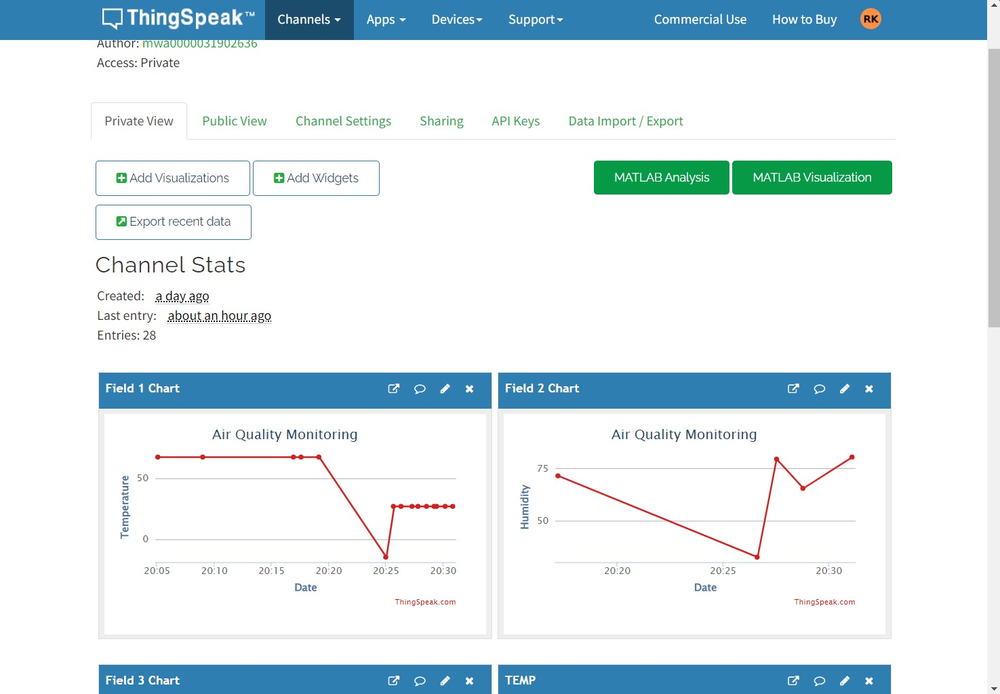 ThingSpeak™ Channels Apps Devices Support Commercial Use How to Buy RK
Author: mwa0000031902636
Access: Private
Private View Public View Channel Settings Sharing API Keys Data Import / Export
Add Visualizations Add Widgets MATLAB Analysis MATLAB Visualization
Export recent data
Channel Stats
Created: a day ago
Last entry: about an hour ago
Entries: 28
Field 1 Chart
Air Quality Monitoring
Temperature
50
0
20:05 20:10 20:15 20:20 20:25 20:30
Date
ThingSpeak.com
Field 2 Chart
Air Quality Monitoring
Humidity
75
50
20:20 20:25 20:30
Date
ThingSpeak.com
Field 3 Chart
TEMP